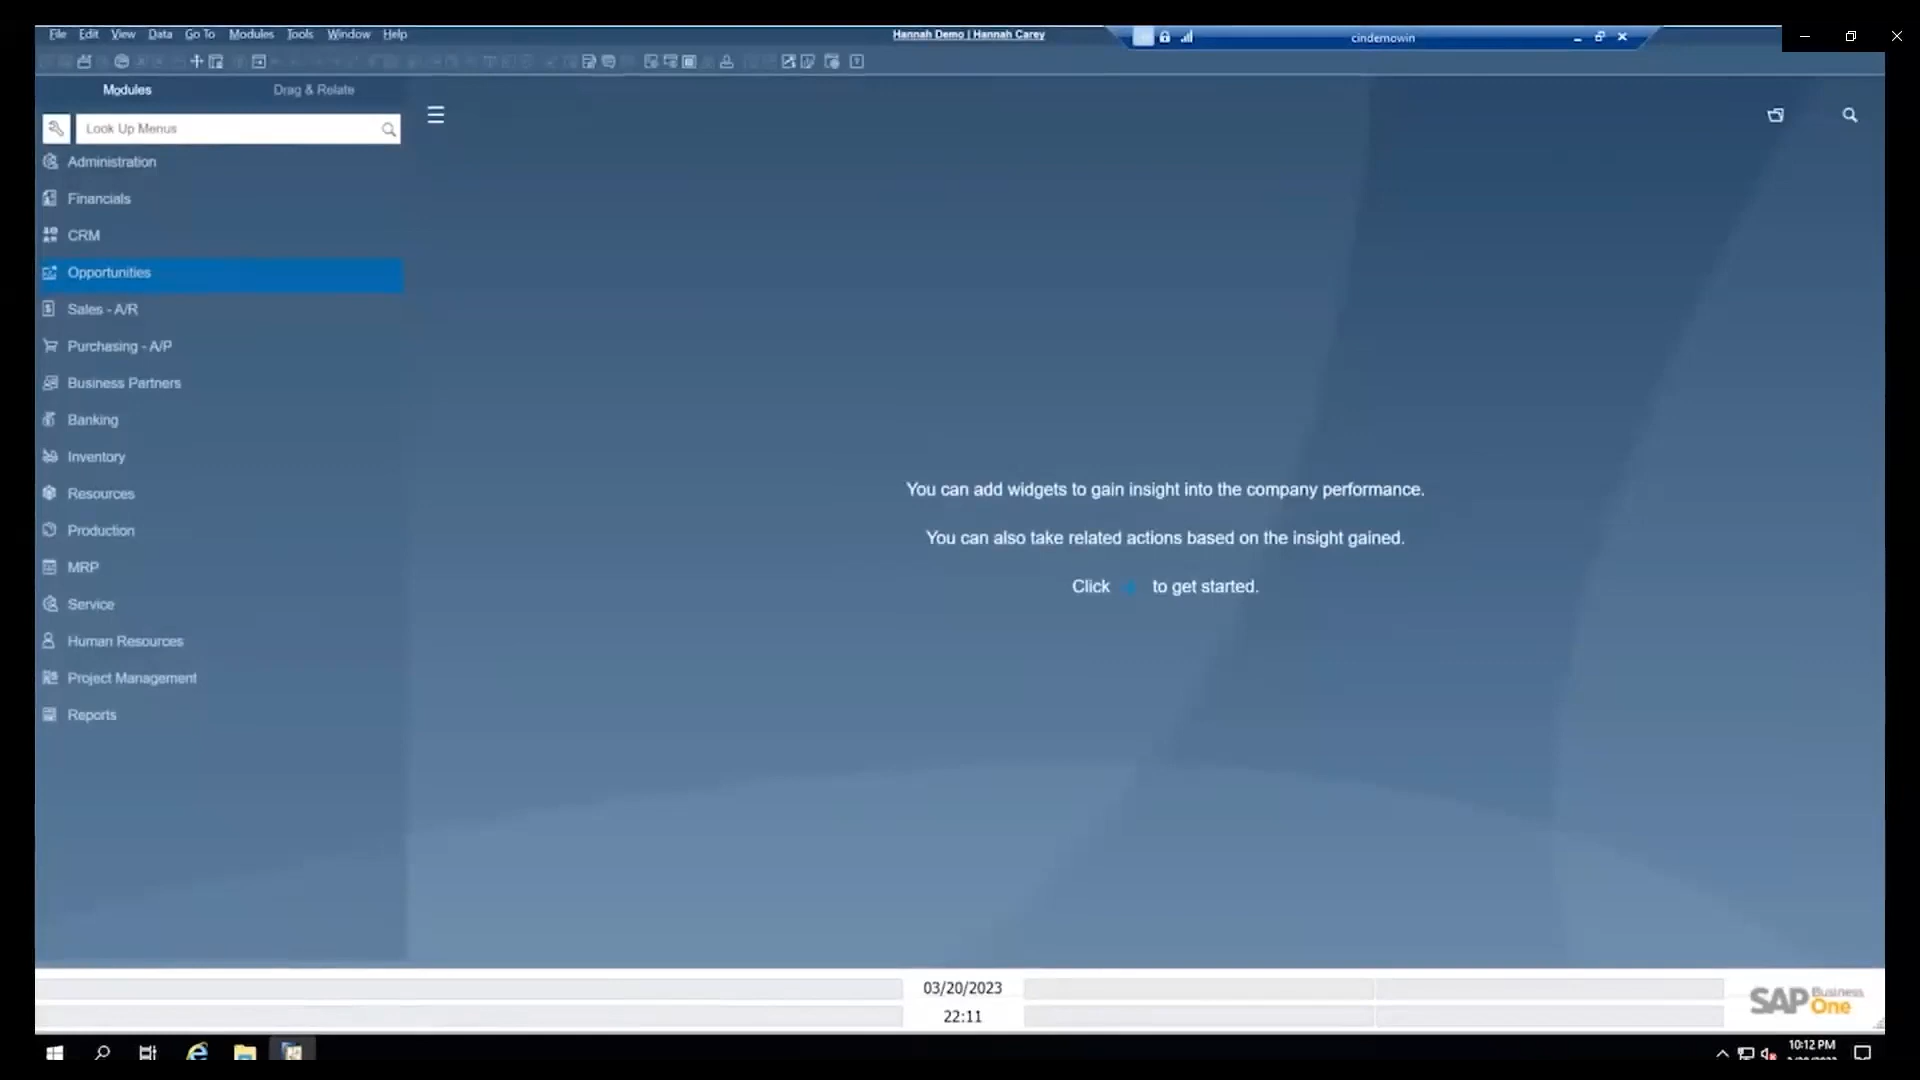 File Edit View Data Go To Modules Tools Window Help
Hannah Demo | Hannah Carey
cindemowin
Modules Drag & Relate
Look Up Menus
Administration
Financials
CRM
Opportunities
Sales - A/R
Purchasing - A/P
Business Partners
Banking
Inventory
Resources
Production
MRP
Service
Human Resources
Project Management
Reports
You can add widgets to gain insight into the company performance.
You can also take related actions based on the insight gained.
Click to get started.
03/20/2023
22:11
SAP Business One
10:12 PM